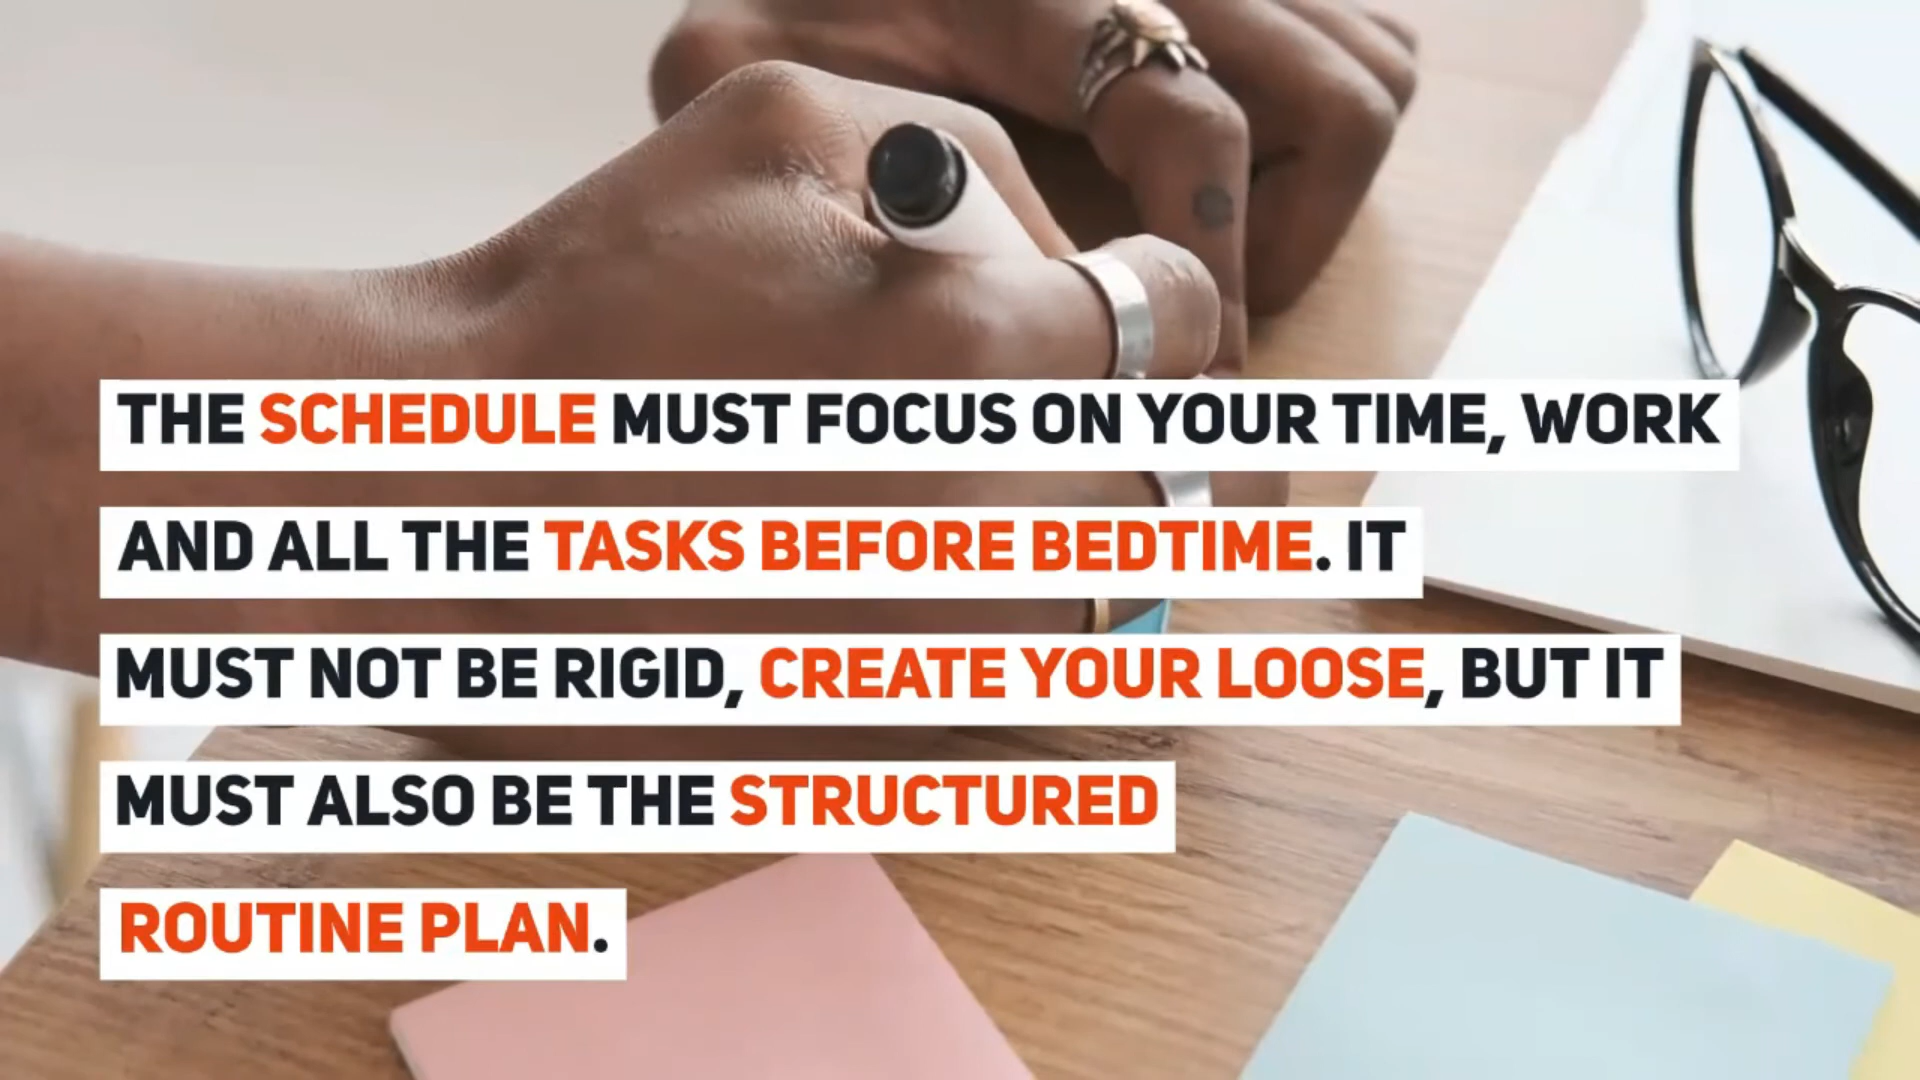 THE SCHEDULE MUST FOCUS ON YOUR TIME, WORK
AND ALL THE TASKS BEFORE BEDTIME. IT
MUST NOT BE RIGID, CREATE YOUR LOOSE, BUT IT
MUST ALSO BE THE STRUCTURED
ROUTINE PLAN.